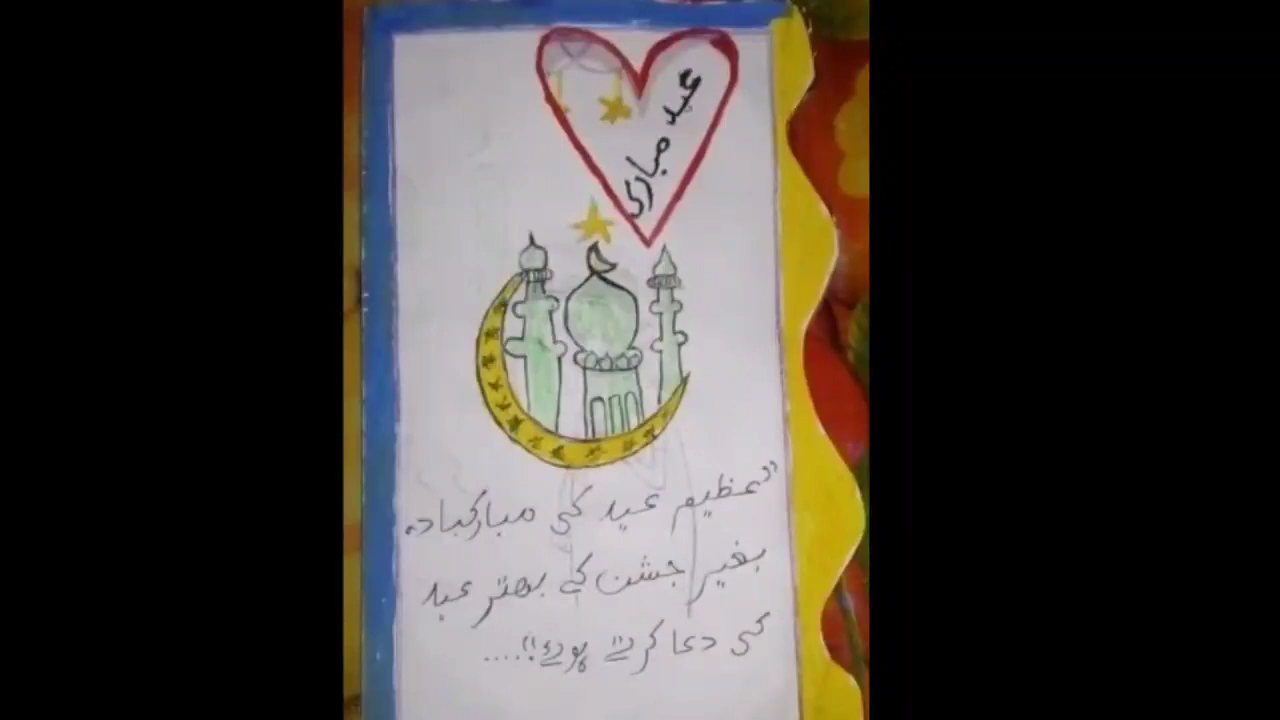 عید مبارک
"عظیم عید کی مبارکباد۔
بغیر جشن کے بہتر عید
کی دعا کرتے ہوئے!!....